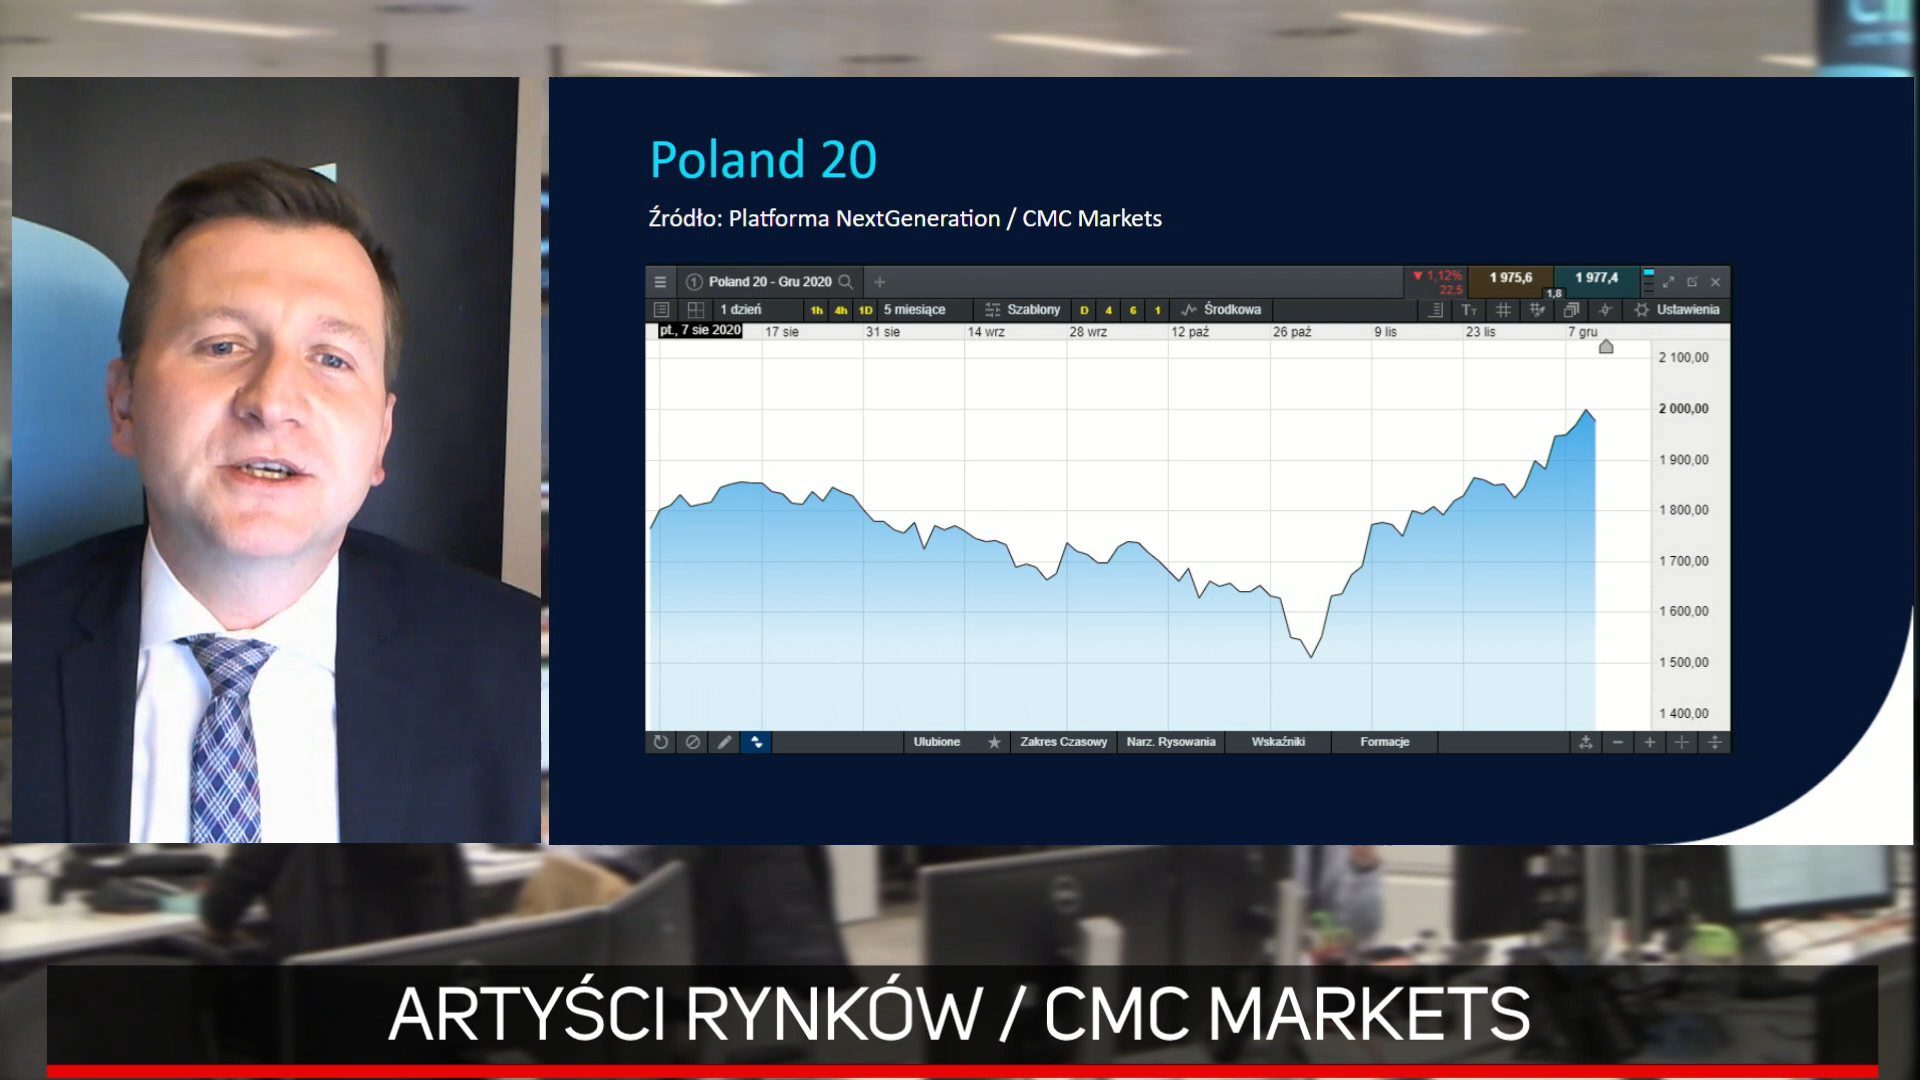 Poland 20
Źródło: Platforma NextGeneration / CMC Markets
1 Poland 20 - Gru 2020
1,12%
22.5
1 975,6
1,8
1 977,4
1 dzień 1h 4h 1D 5 miesiące Szablony D 4 6 1 Środkowa Ustawienia
pt., 7 sie 2020 17 sie 31 sie 14 wrz 28 wrz 12 paź 26 paź 9 lis 23 lis 7 gru
2 100,00
2 000,00
1 900,00
1 800,00
1 700,00
1 600,00
1 500,00
1 400,00
Ulubione Zakres Czasowy Narz. Rysowania Wskaźniki Formacje
ARTYŚCI RYNKÓW / CMC MARKETS